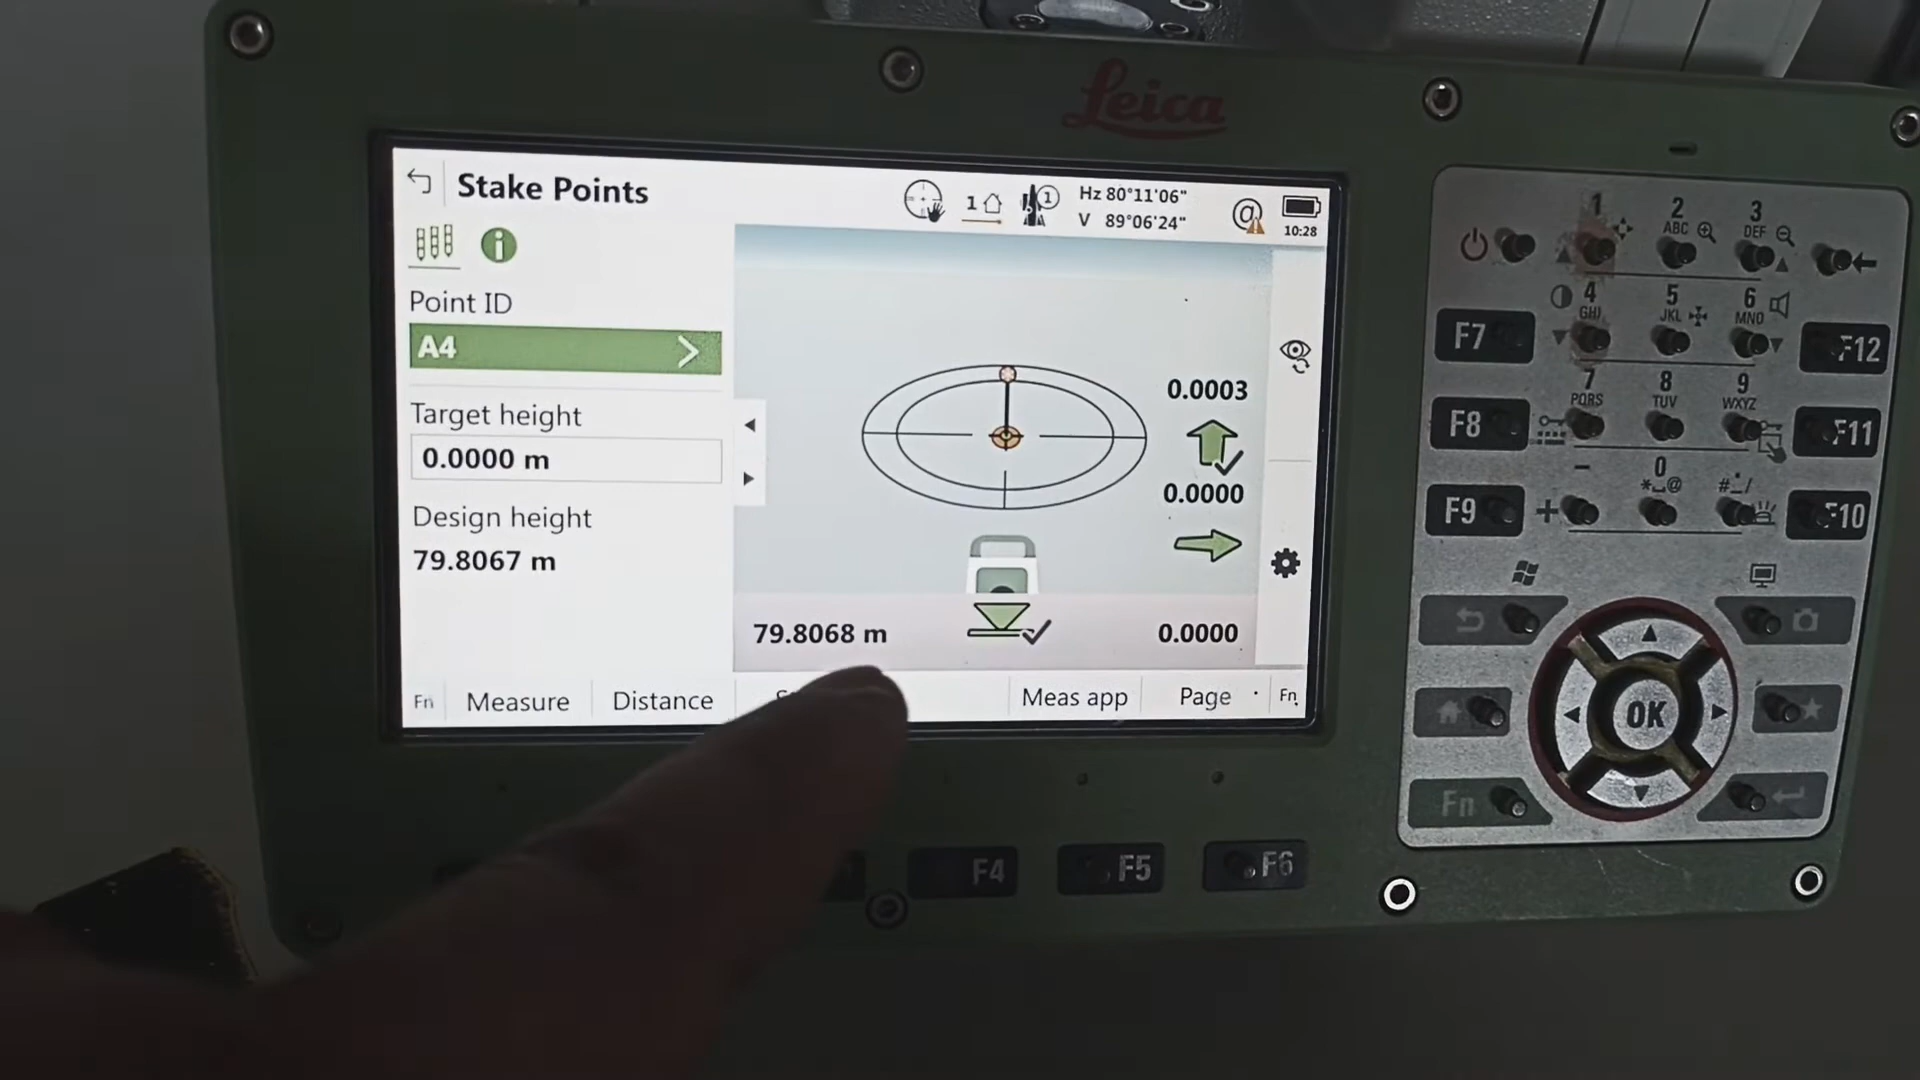 Leica
Stake Points
1
1
Hz 80°11'06"
V 89°06'24"
@
10:28
i
Point ID
A4
Target height
0.0000 m
Design height
79.8067 m
0.0003
0.0000
79.8068 m
0.0000
Fn
Measure
Distance
Meas app
Page
Fn
F4
F5
F6
1
2
ABC
3
DEF
F7
4
GHI
5
JKL
6
MNO
F12
F8
7
PQRS
8
TUV
9
WXYZ
F11
F9
+
-
0
*␣@
#./
F10
OK
Fn